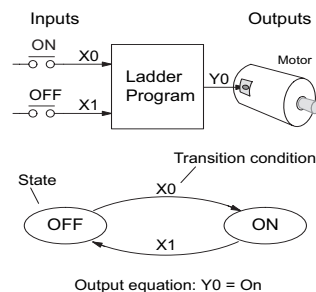 Inputs
Outputs
ON
X0
Ladder
Program
Y0
Motor
OFF
X1
Transition condition
State
X0
OFF
ON
X1
Output equation: Y0 = On